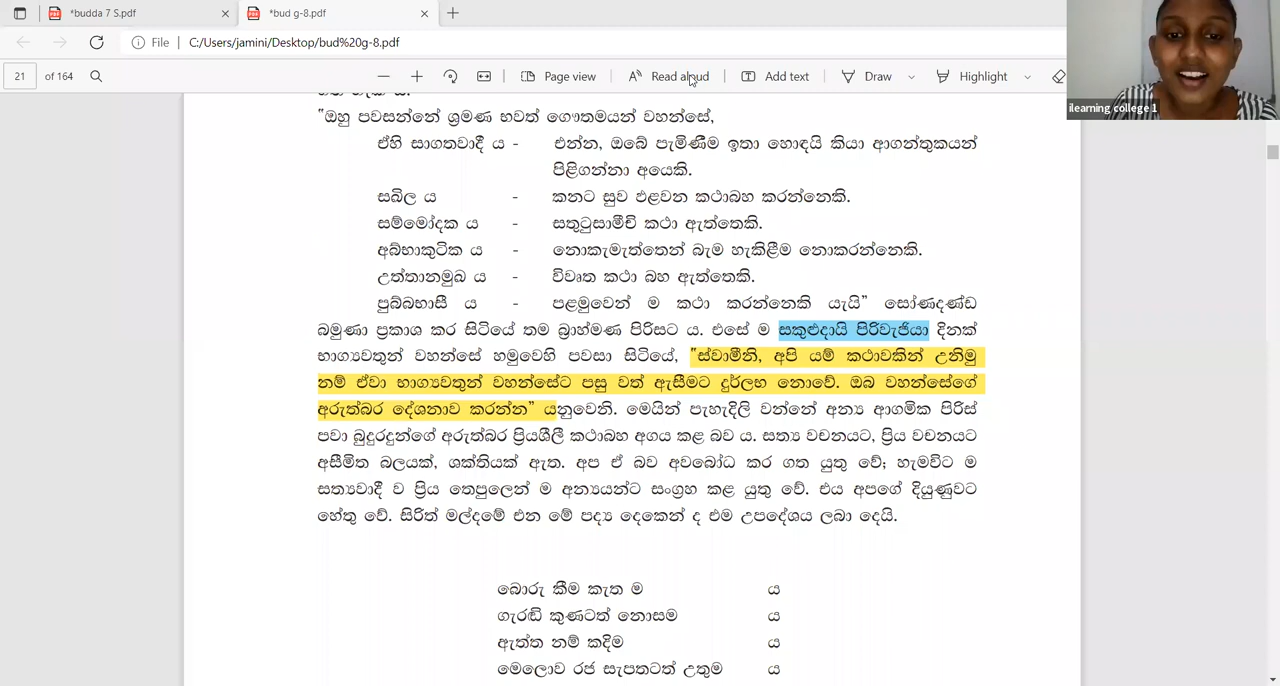 *budda 7 S.pdf
*bud g-8.pdf
File C:/Users/jamini/Desktop/bud%20g-8.pdf
21 of 164 Page view Read aloud Add text Draw Highlight
ilearning college 1
"ඔහු පවසන්නේ ශ්‍රමණ භවත් ගෞතමයන් වහන්සේ,
ඒහි සාගතවාදී ය - එන්න, ඔබේ පැමිණීම ඉතා හොඳයි කියා ආගන්තුකයන්
පිළිගන්නා අයෙකි.
සඛිල ය - කනට සුව එළවන කථාබහ කරන්නෙකි.
සම්මෝදක ය - සතුටුසාමීචි කථා ඇත්තෙකි.
අබ්භාකුටික ය - නොකැමැත්තෙන් බැම හැකිළීම නොකරන්නෙකි.
උත්තානමුඛ ය - විවෘත කථා බහ ඇත්තෙකි.
පුබ්බභාසී ය - පළමුවෙන් ම කථා කරන්නෙකි යැයි" සෝණදණ්ඩ
බමුණා ප්‍රකාශ කර සිටියේ තම බ්‍රාහ්මණ පිරිසට ය. එසේ ම සකුළුදායි පිරිවැජියා දිනක්
භාග්‍යවතුන් වහන්සේ හමුවෙහි පවසා සිටියේ, "ස්වාමීනි, අපි යම් කථාවකින් උනිමු
නම් ඒවා භාග්‍යවතුන් වහන්සේට පසු වත් ඇසීමට දුර්ලභ නොවේ. ඔබ වහන්සේගේ
අරුත්බර දේශනාව කරන්න" යනුවෙනි. මෙයින් පැහැදිලි වන්නේ අන්‍ය ආගමික පිරිස්
පවා බුදුරදුන්ගේ අරුත්බර ප්‍රියශීලී කථාබහ අගය කළ බව ය. සත්‍ය වචනයට, ප්‍රිය වචනයට
අසීමිත බලයක්, ශක්තියක් ඇත. අප ඒ බව අවබෝධ කර ගත යුතු වේ; හැමවිට ම
සත්‍යවාදී ව ප්‍රිය තෙපුලෙන් ම අන්‍යයන්ට සංග්‍රහ කළ යුතු වේ. එය අපගේ දියුණුවට
හේතු වේ. සිරිත් මල්දමේ එන මේ පද්‍ය දෙකෙන් ද එම උපදේශය ලබා දෙයි.
බොරු කීම කැත ම ය
ගැරඬි කුණටත් නොසම ය
ඇත්ත නම් කදිම ය
මෙලොව රජ සැපතටත් උතුම ය